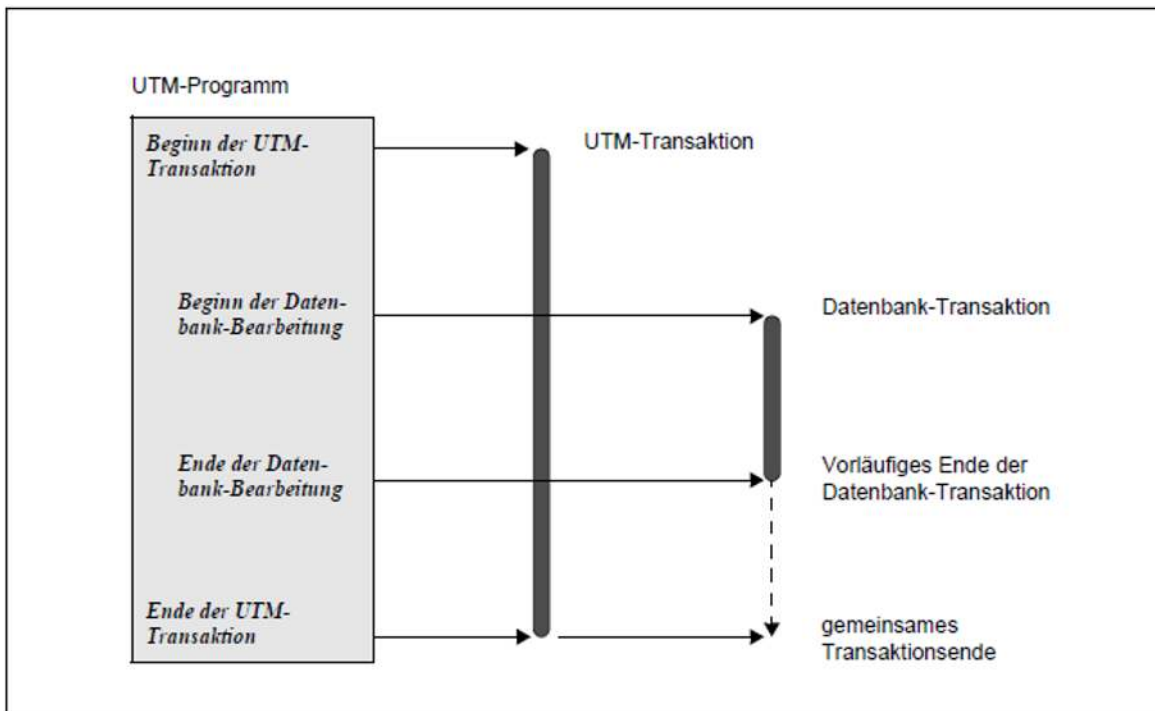 UTM-Programm
Beginn der UTM-
Transaktion
UTM-Transaktion
Beginn der Daten-
bank-Bearbeitung
Datenbank-Transaktion
Ende der Daten-
bank-Bearbeitung
Vorläufiges Ende der
Datenbank-Transaktion
Ende der UTM-
Transaktion
gemeinsames
Transaktionsende